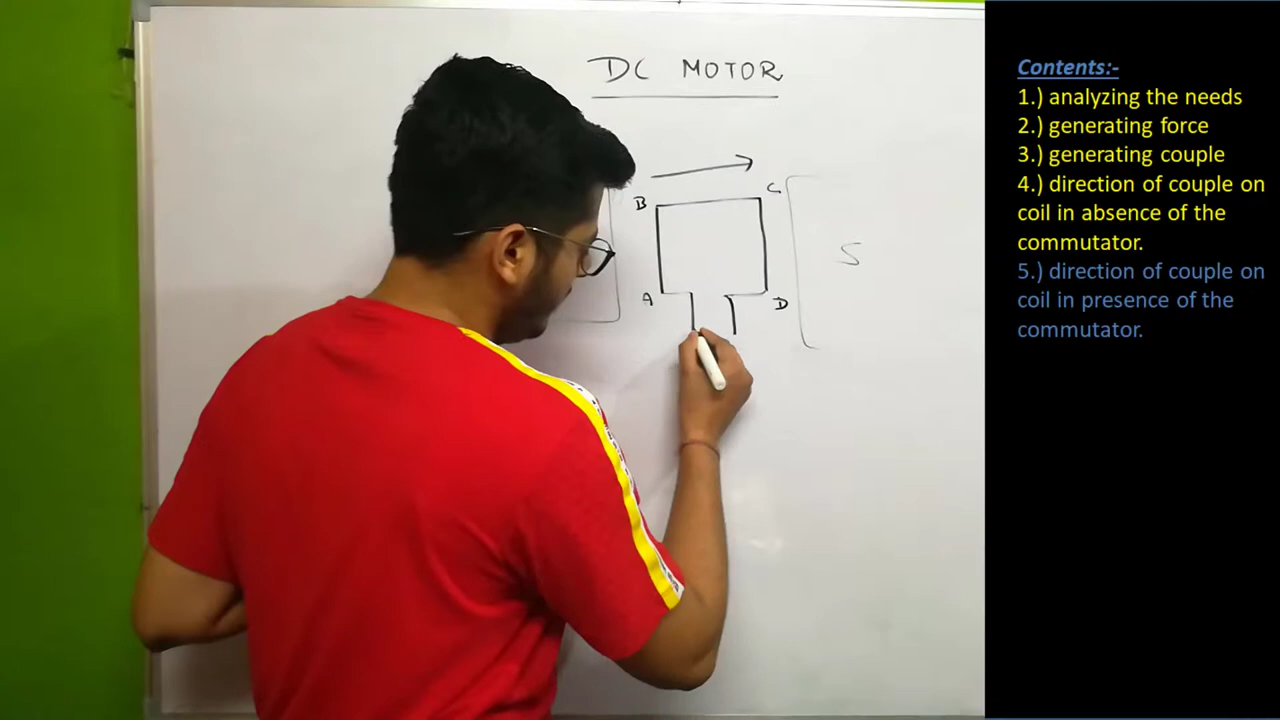 DC MOTOR
B
C
S
A
D
Contents:-
1.) analyzing the needs
2.) generating force
3.) generating couple
4.) direction of couple on
coil in absence of the
commutator.
5.) direction of couple on
coil in presence of the
commutator.